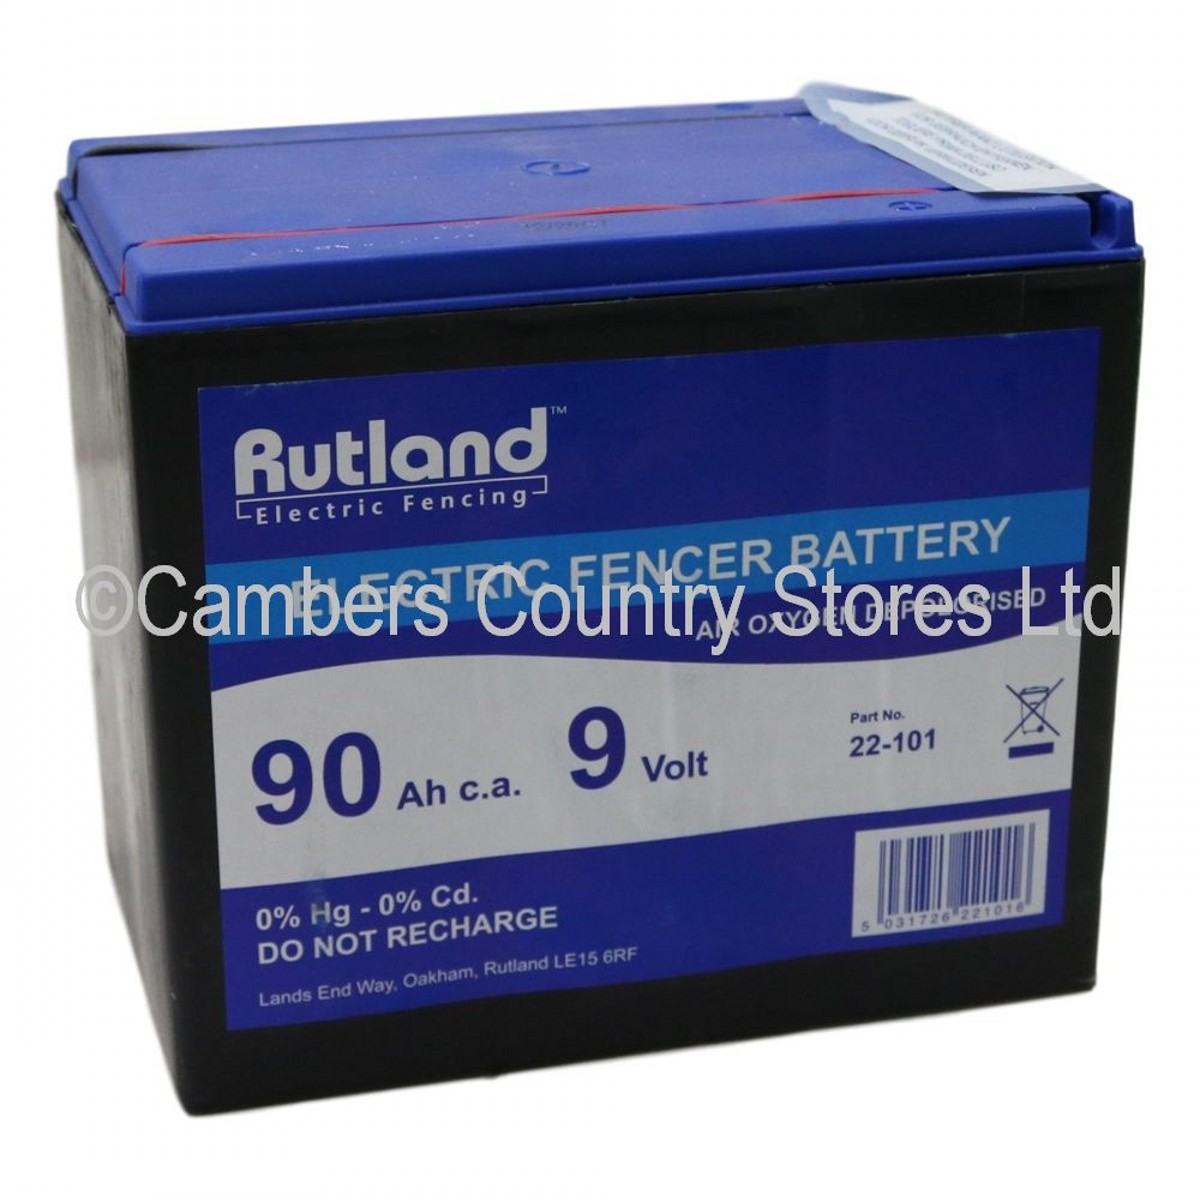 Rutland™
Electric Fencing
ELECTRIC FENCER BATTERY
AIR OXYGEN DEPOLORISED
©Cambers Country Stores Ltd
90 Ah c.a. 9 Volt
Part No.
22-101
0% Hg - 0% Cd.
DO NOT RECHARGE
Lands End Way, Oakham, Rutland LE15 6RF
5 031726 221016